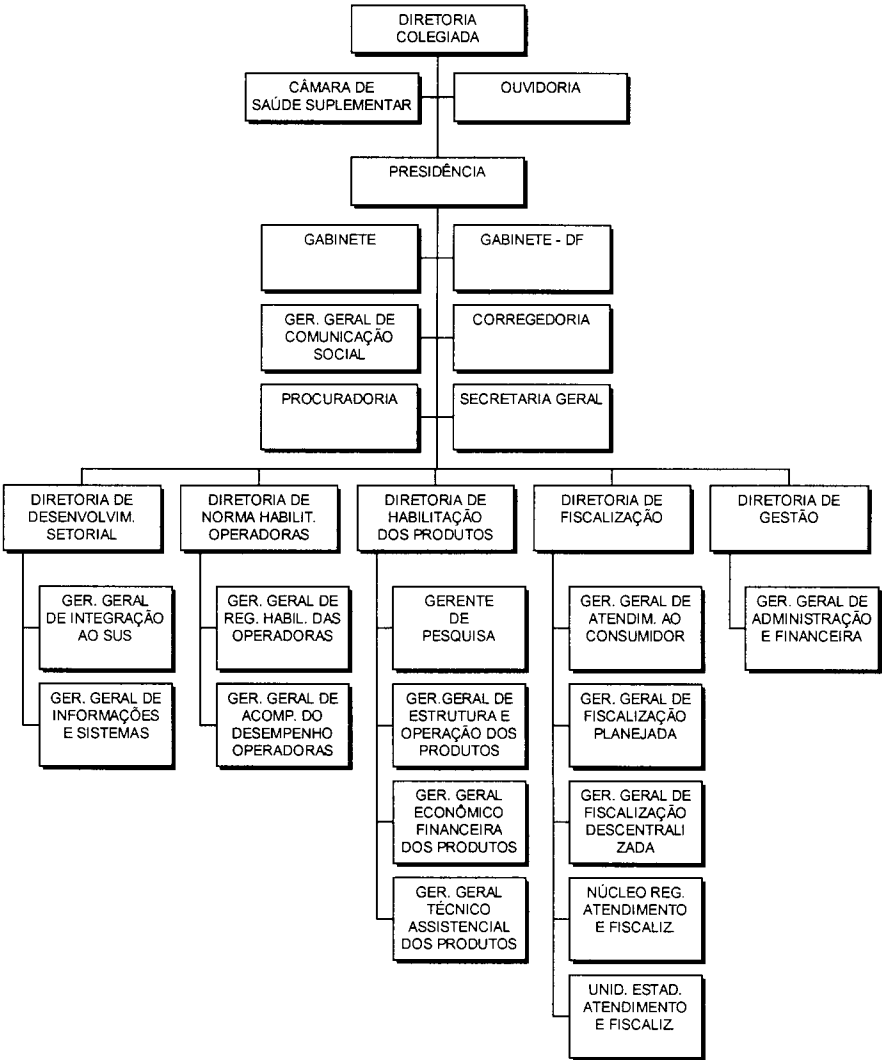 DIRETORIA
COLEGIADA
CÂMARA DE
SAÚDE SUPLEMENTAR
OUVIDORIA
PRESIDÊNCIA
GABINETE
GABINETE - DF
GER. GERAL DE
COMUNICAÇÃO
SOCIAL
CORREGEDORIA
PROCURADORIA
SECRETARIA GERAL
DIRETORIA DE
DESENVOLVIM.
SETORIAL
DIRETORIA DE
NORMA HABILIT.
OPERADORAS
DIRETORIA DE
HABILITAÇÃO
DOS PRODUTOS
DIRETORIA DE
FISCALIZAÇÃO
DIRETORIA DE
GESTÃO
GER. GERAL
DE INTEGRAÇÃO
AO SUS
GER. GERAL DE
INFORMAÇÕES
E SISTEMAS
GER. GERAL DE
REG. HABIL. DAS
OPERADORAS
GER. GERAL DE
ACOMP. DO
DESEMPENHO
OPERADORAS
GERENTE
DE
PESQUISA
GER.GERAL DE
ESTRUTURA E
OPERAÇÃO DOS
PRODUTOS
GER. GERAL
ECONÔMICO
FINANCEIRA
DOS PRODUTOS
GER. GERAL
TÉCNICO
ASSISTENCIAL
DOS PRODUTOS
GER. GERAL DE
ATENDIM. AO
CONSUMIDOR
GER. GERAL DE
FISCALIZAÇÃO
PLANEJADA
GER. GERAL DE
FISCALIZAÇÃO
DESCENTRALI
ZADA
NÚCLEO REG.
ATENDIMENTO
E FISCALIZ.
UNID. ESTAD.
ATENDIMENTO
E FISCALIZ.
GER. GERAL DE
ADMINISTRAÇÃO
E FINANCEIRA